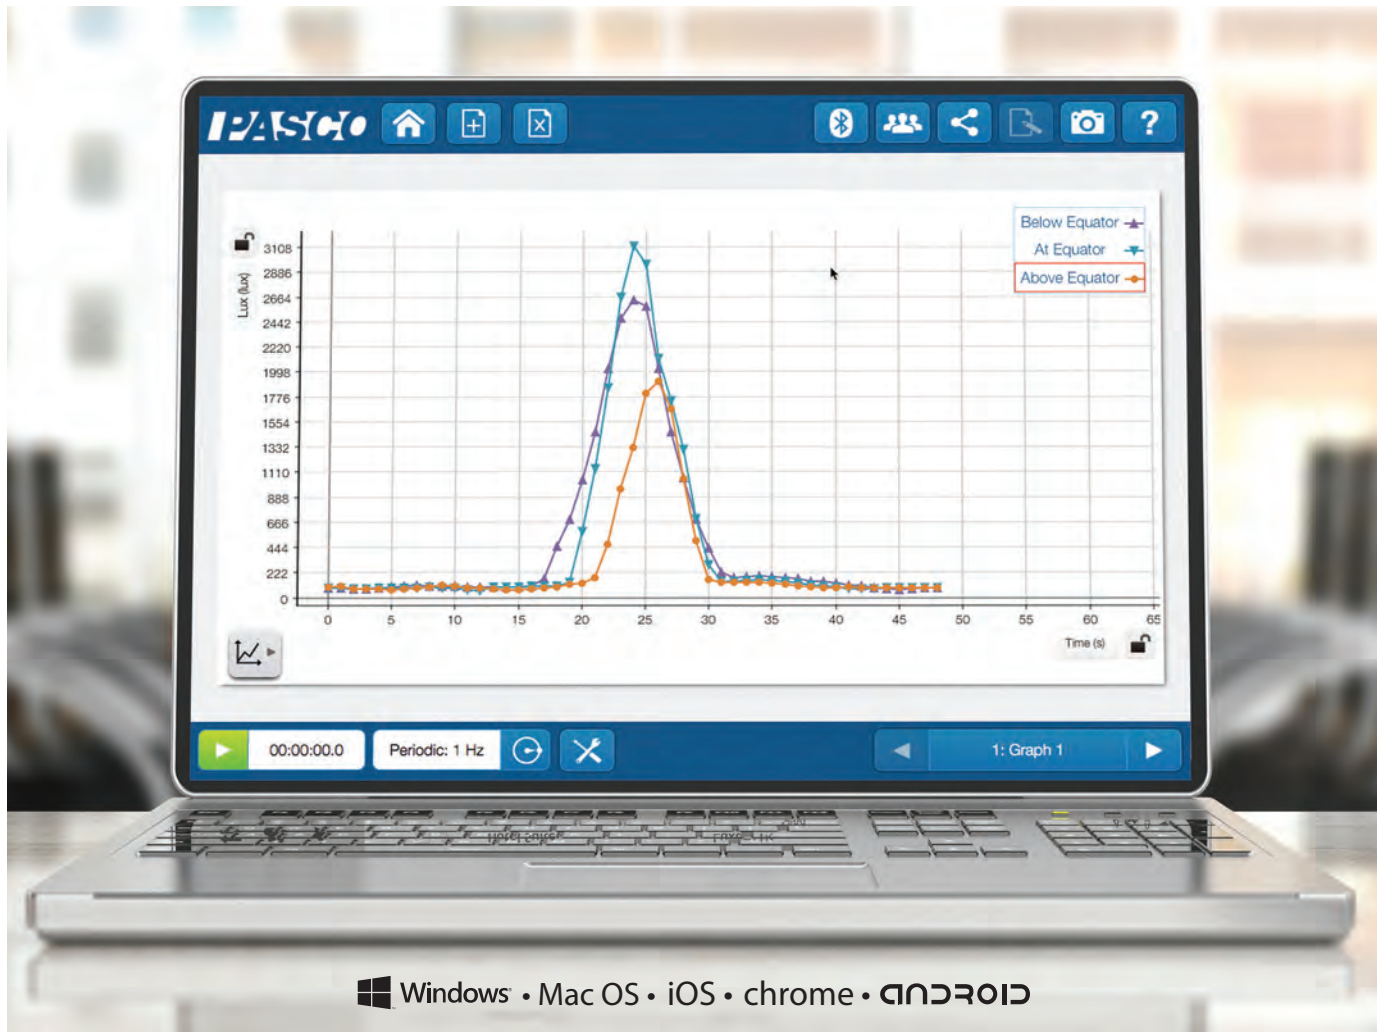 PASCO
?
Below Equator
At Equator
Above Equator
Lux (lux)
3108
2886
2664
2442
2220
1998
1776
1554
1332
1110
888
666
444
222
0
0 5 10 15 20 25 30 35 40 45 50 55 60 65
Time (s)
00:00:00.0 Periodic: 1 Hz 1: Graph 1
Windows • Mac OS • iOS • chrome • ANDROID